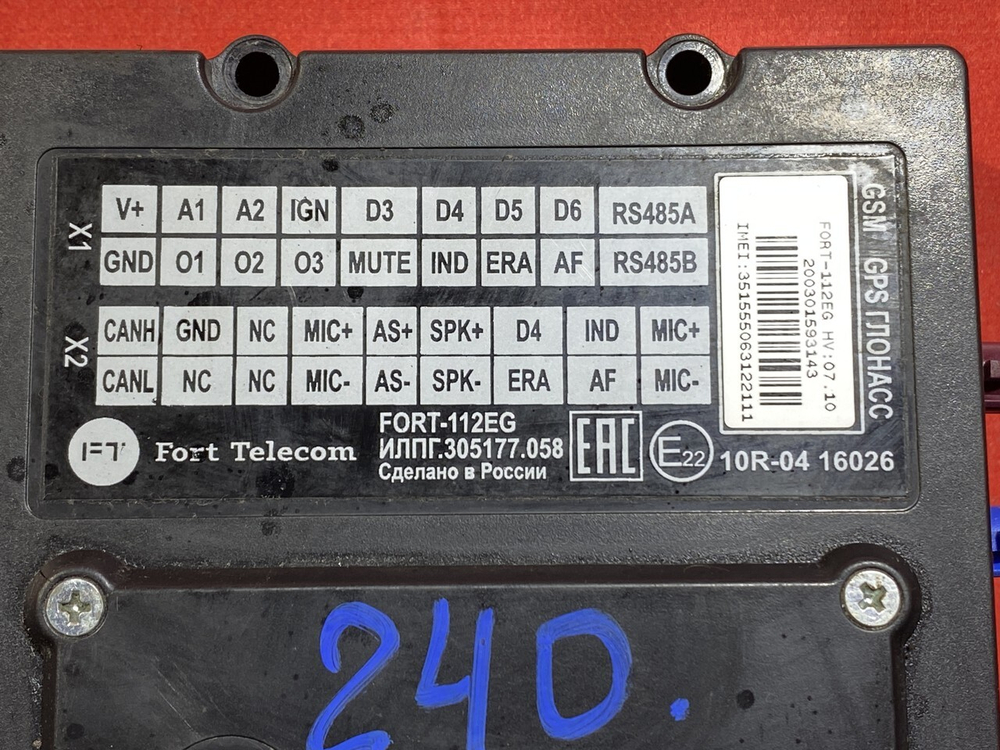 X1
V+ A1 A2 IGN D3 D4 D5 D6 RS485A
GND O1 O2 O3 MUTE IND ERA AF RS485B
X2
CANH GND NC MIC+ AS+ SPK+ D4 IND MIC+
CANL NC NC MIC- AS- SPK- ERA AF MIC-
FT Fort Telecom
FORT-112EG
ИЛПГ.305177.058
Сделано в России
EAC
E22
10R-04 16026
GSM GPS ГЛОНАСС
FORT-112EG HV:07.10
200301593143
IMEI:351555063122111
240.